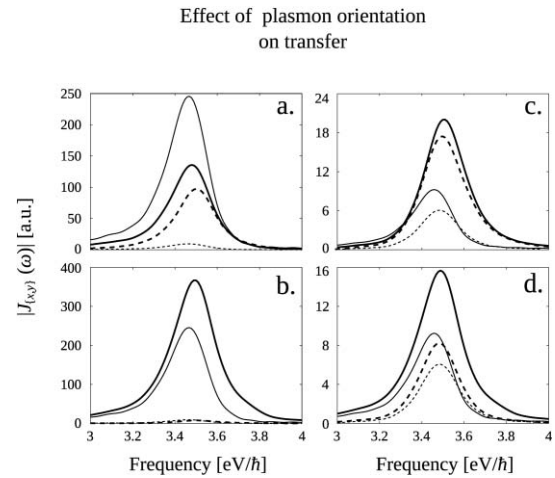 Effect of plasmon orientation
on transfer
|J{x,y} (ω)| [a.u.]
250
200
150
100
50
0
a.
24
18
12
6
0
c.
400
300
200
100
0
b.
3 3.2 3.4 3.6 3.8 4
Frequency [eV/ℏ]
16
12
8
4
0
d.
3 3.2 3.4 3.6 3.8 4
Frequency [eV/ℏ]